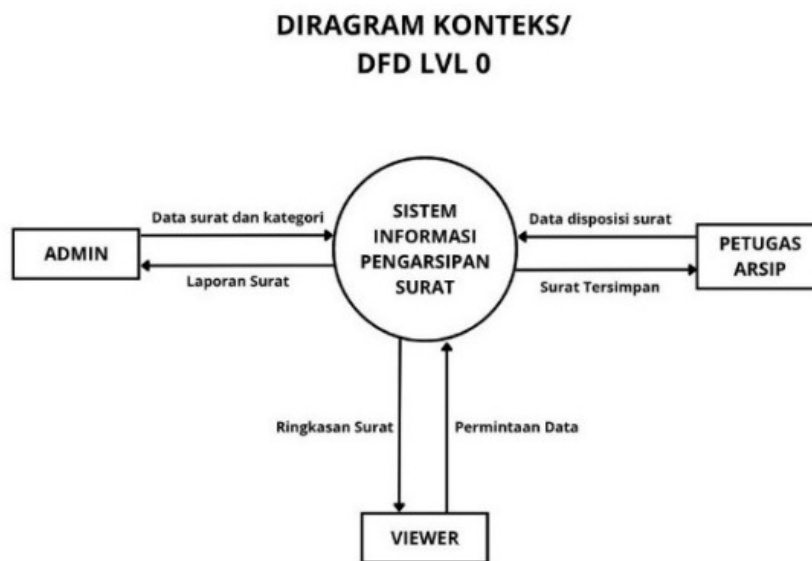 DIRAGRAM KONTEKS/
DFD LVL 0
Data surat dan kategori
SISTEM
INFORMASI
PENGARSIPAN
SURAT
Data disposisi surat
ADMIN
PETUGAS
ARSIP
Laporan Surat
Surat Tersimpan
Ringkasan Surat
Permintaan Data
VIEWER